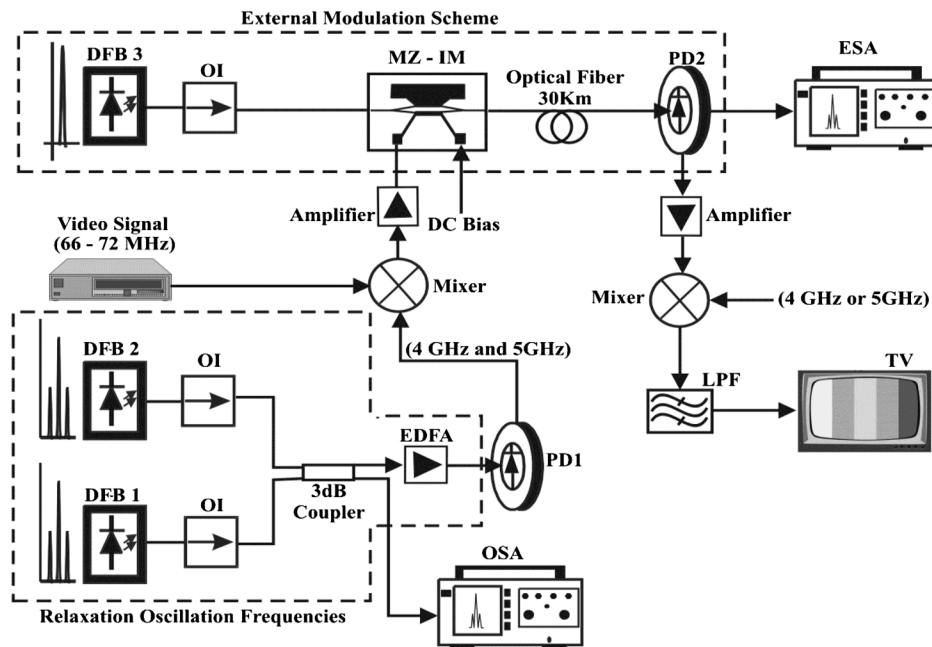 External Modulation Scheme
DFB 3
OI
MZ - IM
Optical Fiber
30Km
PD2
ESA
Amplifier
DC Bias
Amplifier
Video Signal
(66 - 72 MHz)
Mixer
Mixer
(4 GHz or 5GHz)
(4 GHz and 5GHz)
DFB 2
OI
LPF
TV
EDFA
PD1
3dB
Coupler
DFB 1
OI
OSA
Relaxation Oscillation Frequencies